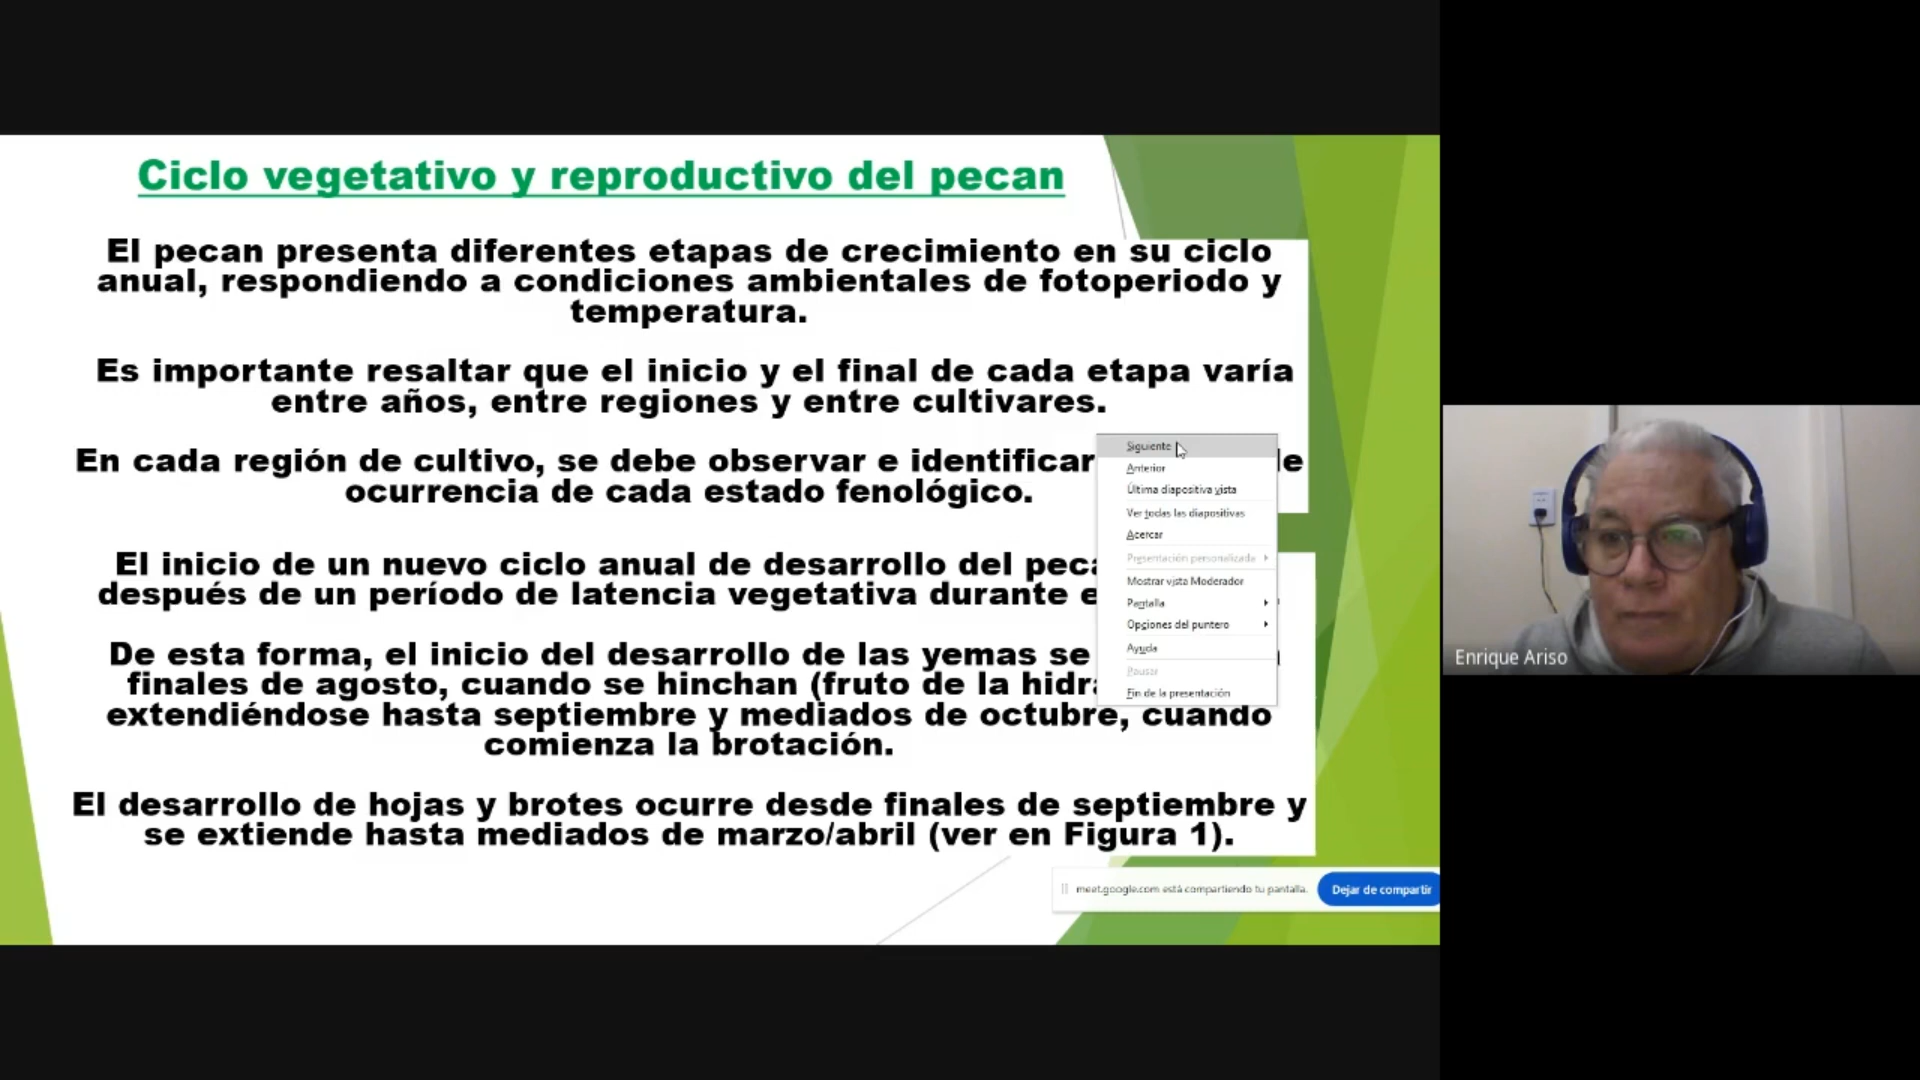 Ciclo vegetativo y reproductivo del pecan
El pecan presenta diferentes etapas de crecimiento en su ciclo
anual, respondiendo a condiciones ambientales de fotoperiodo y
temperatura.
Es importante resaltar que el inicio y el final de cada etapa varía
entre años, entre regiones y entre cultivares.
En cada región de cultivo, se debe observar e identificar
ocurrencia de cada estado fenológico.
El inicio de un nuevo ciclo anual de desarrollo del
después de un período de latencia vegetativa durante
De esta forma, el inicio del desarrollo de las yemas se
finales de agosto, cuando se hinchan (fruto de la
extendiéndose hasta septiembre y mediados de octubre, cuando
comienza la brotación.
El desarrollo de hojas y brotes ocurre desde finales de septiembre y
se extiende hasta mediados de marzo/abril (ver en Figura 1).
Siguiente
Anterior
Última diapositiva vista
Ver todas las diapositivas
Acercar
Presentación personalizada
Mostrar vista Moderador
Pantalla
Opciones del puntero
Ayuda
Pausar
Fin de la presentación
meet.google.com está compartiendo tu pantalla.
Dejar de compartir
Enrique Ariso